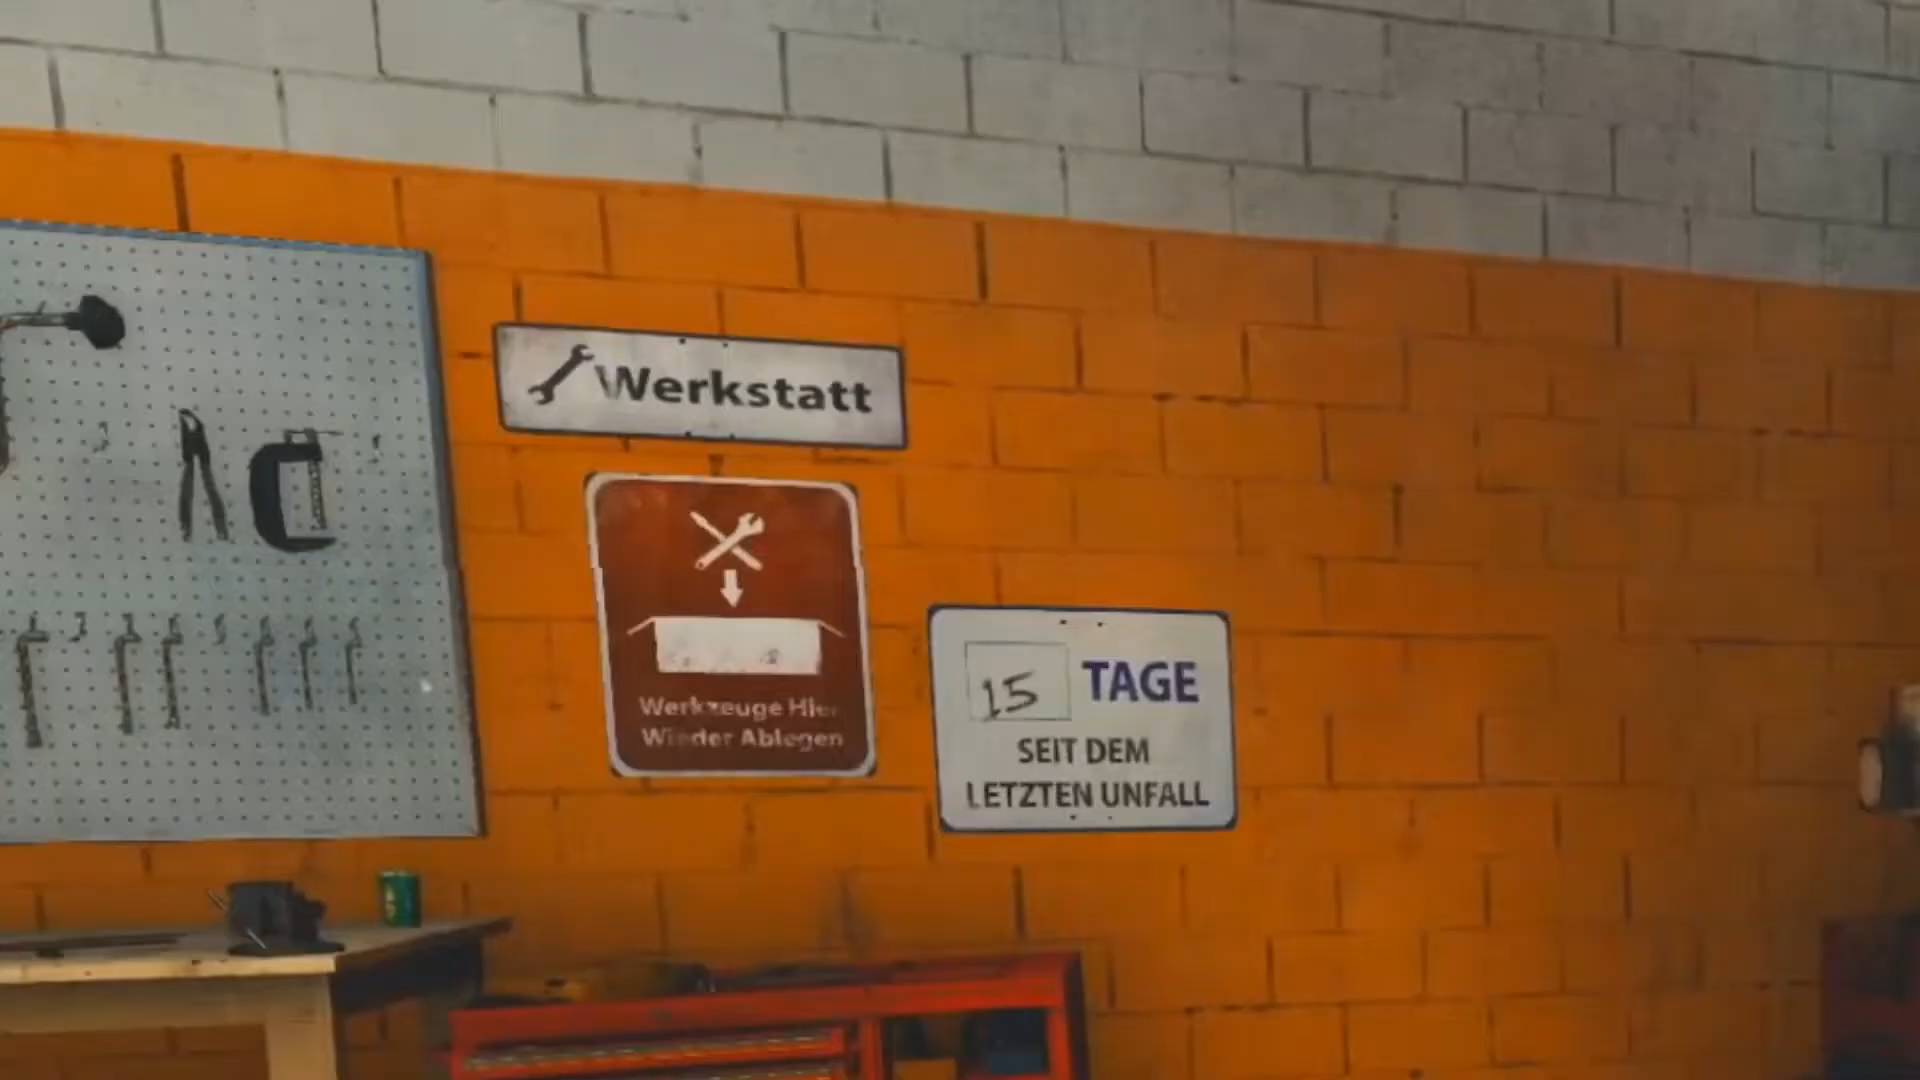 Werkstatt
Werkzeuge Hier
Wieder Ablegen
15 TAGE
SEIT DEM
LETZTEN UNFALL